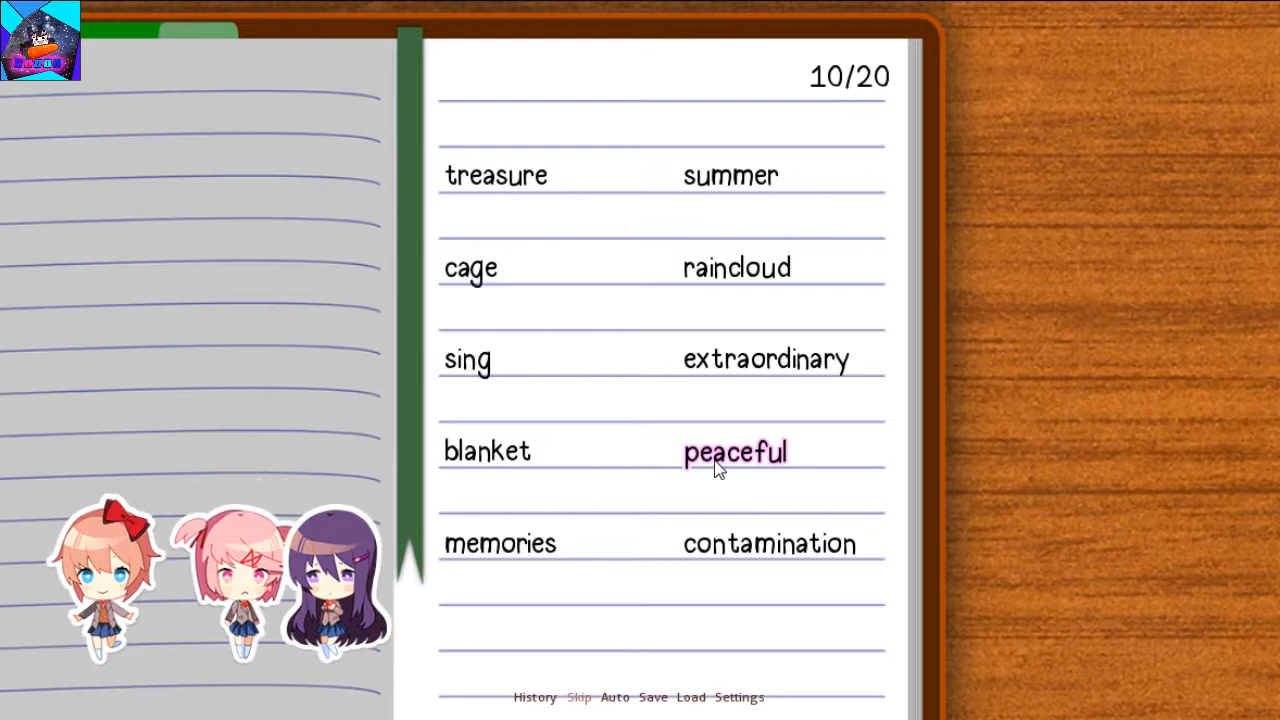 10/20
treasure summer
cage raincloud
sing extraordinary
blanket peaceful
memories contamination
History Skip Auto Save Load Settings